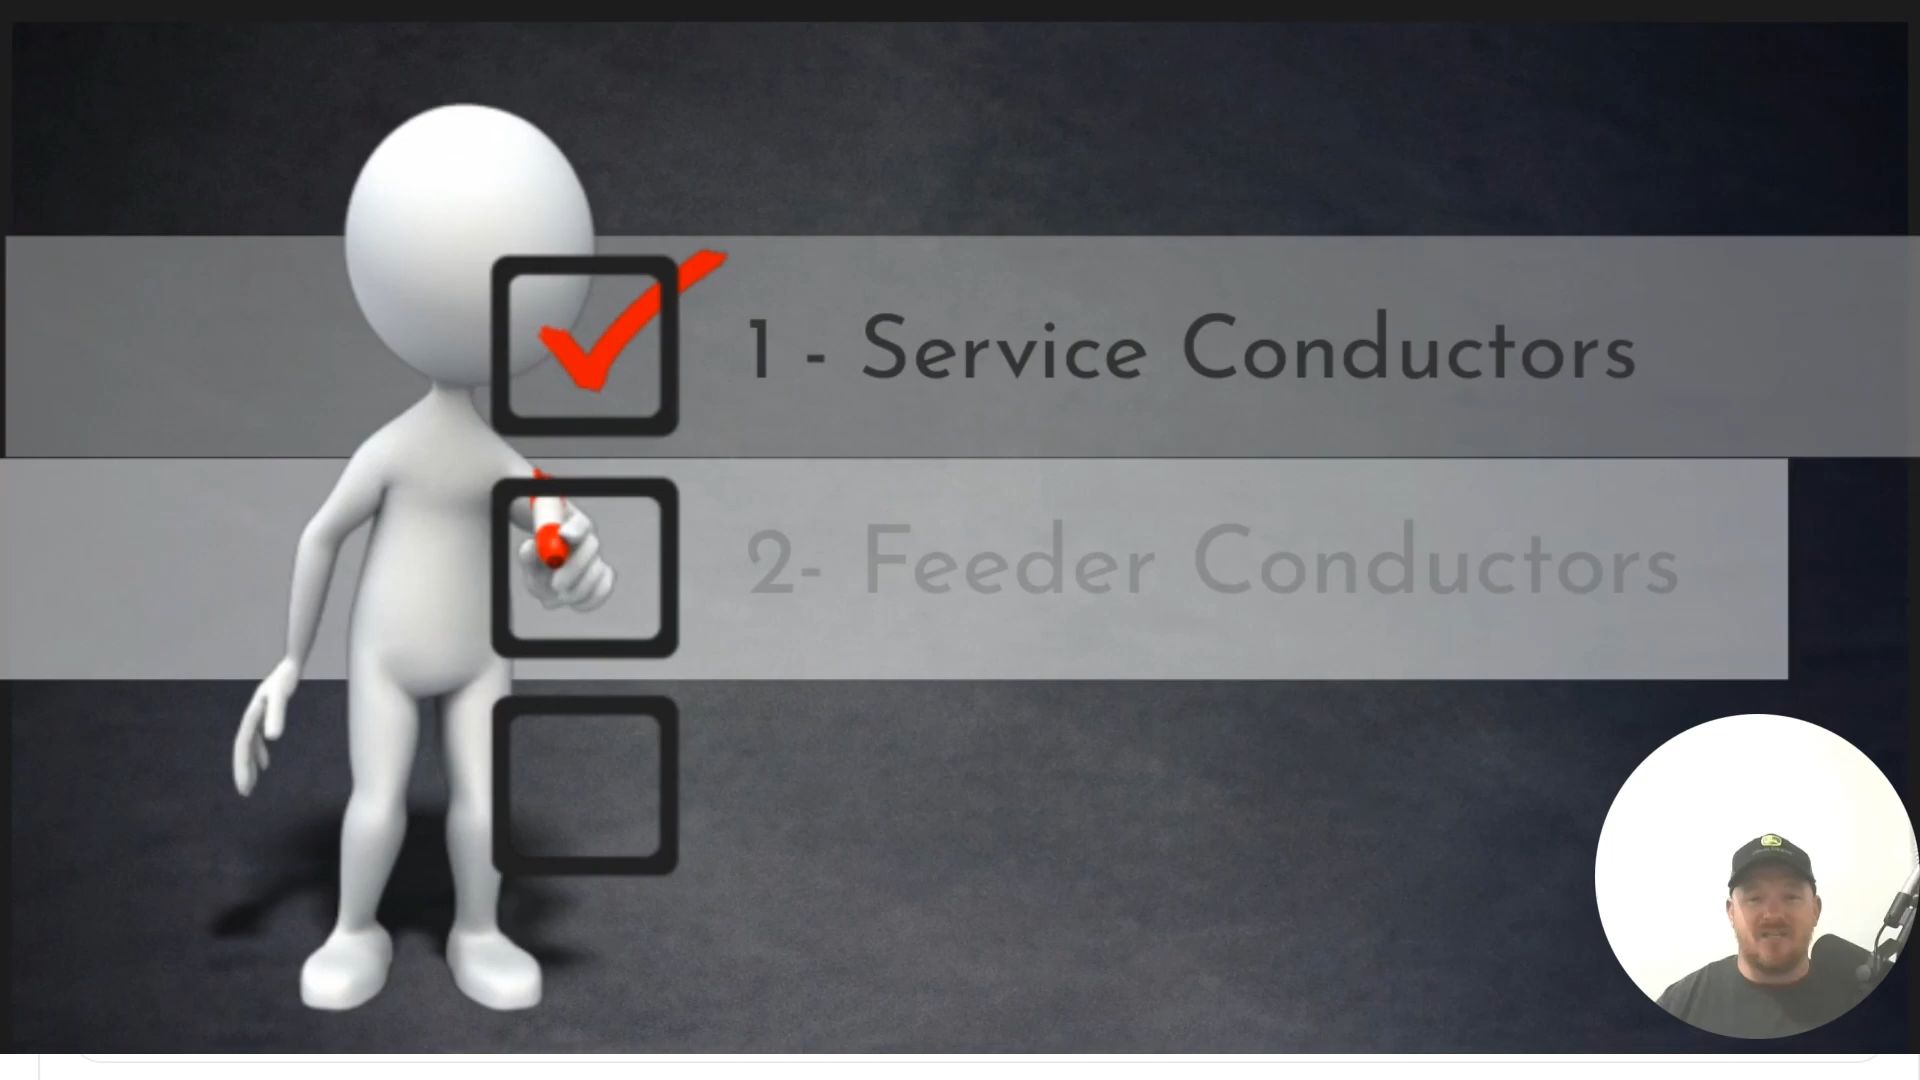 1 - Service Conductors
2- Feeder Conductors